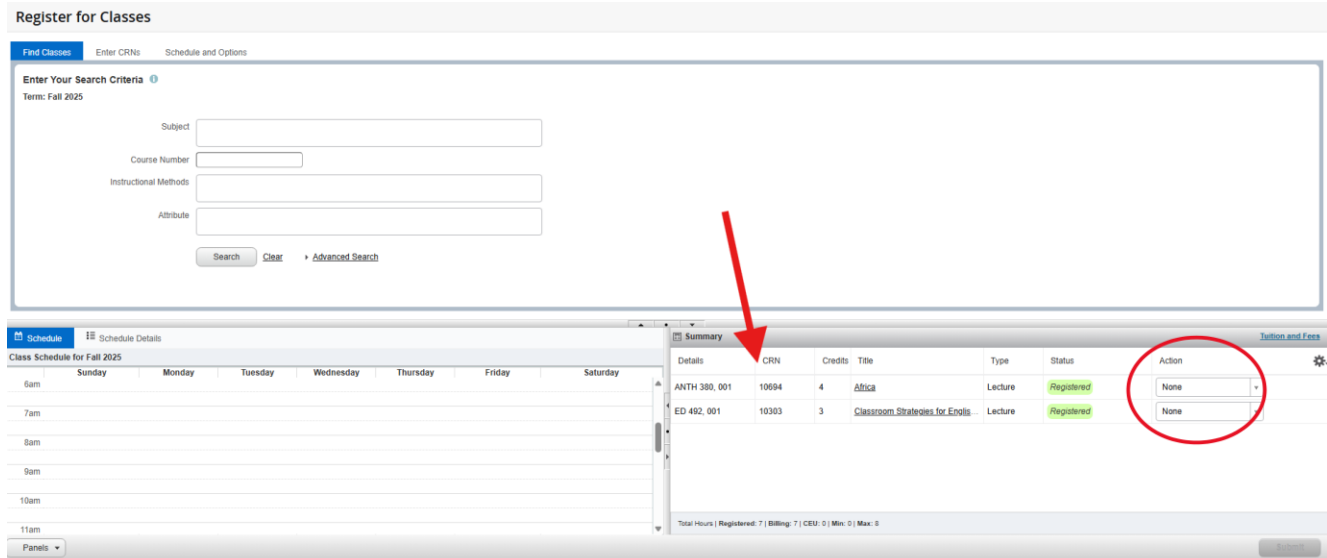 Register for Classes
Find Classes Enter CRNs Schedule and Options
Enter Your Search Criteria
Term: Fall 2025
Subject
Course Number
Instructional Methods
Attribute
Search Clear Advanced Search
Schedule Schedule Details
Class Schedule for Fall 2025
Sunday Monday Tuesday Wednesday Thursday Friday Saturday
6am
7am
8am
9am
10am
11am
Summary Tuition and Fees
Details CRN Credits Title Type Status Action
ANTH 380, 001 10694 4 Africa Lecture Registered None
ED 492, 001 10303 3 Classroom Strategies for Englis... Lecture Registered None
Total Hours | Registered: 7 | Billing: 7 | CEU: 0 | Min: 0 | Max: 8
Panels Submit